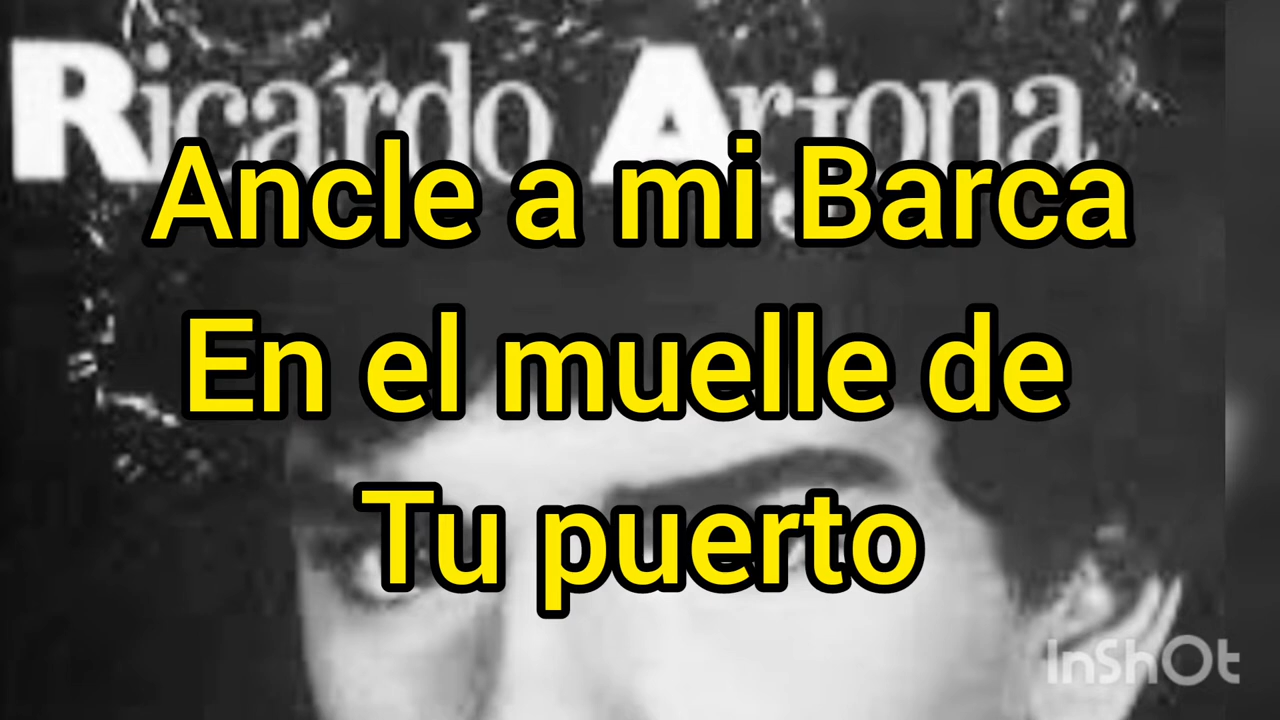 Ricardo Arjona
Ancle a mi Barca
En el muelle de
Tu puerto
InShOt